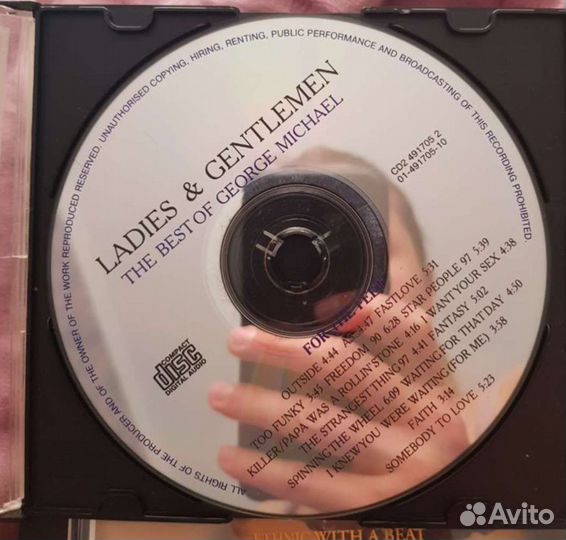 ALL RIGHTS OF THE PRODUCER AND OF THE OWNER OF THE WORK REPRODUCED RESERVED. UNAUTHORISED COPYING, HIRING, RENTING, PUBLIC PERFORMANCE AND BROADCASTING OF THIS RECORDING PROHIBITED.
LADIES & GENTLEMEN
THE BEST OF GEORGE MICHAEL
CD2 491705 2
01-491705-10
COMPACT
disc
DIGITAL AUDIO
FOR THE FEET
OUTSIDE 4:44 AS 4:47 FASTLOVE 5:31
TOO FUNKY 3:45 FREEDOM 90 6:28 STAR PEOPLE 97 5:39
KILLER/PAPA WAS A ROLLIN'STONE 4:16 I WANT YOUR SEX 4:38
THE STRANGEST THING 97 4:41 FANTASY 5:02
SPINNING THE WHEEL 6:09 WAITING FOR THAT DAY 4:50
I KNEW YOU WERE WAITING (FOR ME) 3:58
FAITH 3:14
SOMEBODY TO LOVE 5:23
WITH A BEAT
Avito